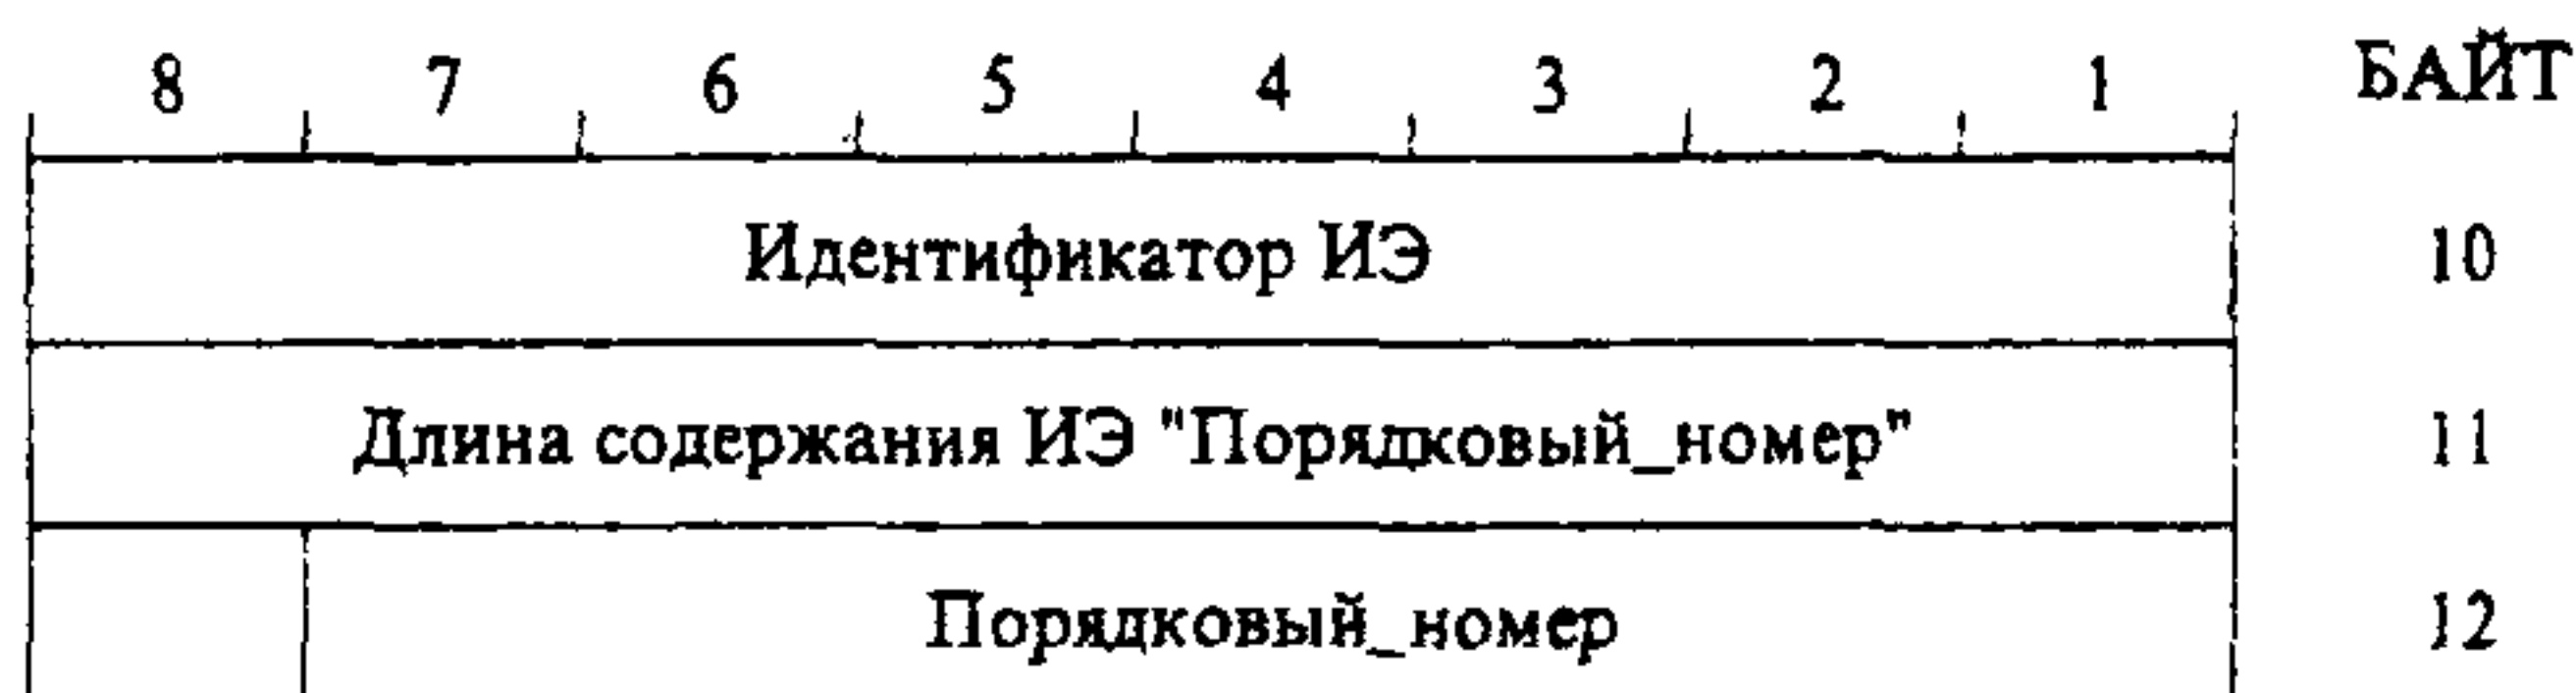 8 7 6 5 4 3 2 1 БАЙТ
Идентификатор ИЭ 10
Длина содержания ИЭ "Порядковый_номер" 11
Порядковый_номер 12